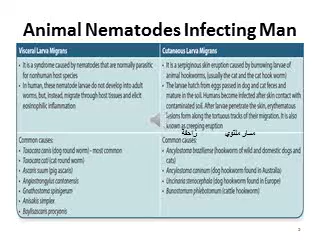 Animal Nematodes Infecting Man
Visceral Larva Migrans
• It is a syndrome caused by nematodes that are normally parasitic
for nonhuman host species
• In humans, these nematode larvae do not develop into adult
worms, but, instead, migrate through host tissues and elicit
eosinophilic inflammation
Common causes:
• Toxocara canis (dog round worm) - most common
• Toxocara cati (cat round worm)
• Ascaris suum (pig ascaris)
• Angiostrongylus cantonensis
• Gnathostoma spinigerum
• Anisakis simplex
• Baylisascaris procyonis
Cutaneous Larva Migrans
• It is a serpiginous skin eruption caused by burrowing larvae of
animal hookworms, (usually the cat and the cat hook worm)
• The larvae hatch from eggs passed in dog and cat feces and
mature in the soil. Humans become infected after skin contact with
contaminated soil. After larvae penetrate the skin, erythematous
lesions form along the tortuous tracks of their migration. It is also
known as creeping eruption
زاحفة
مسار ملتوي
Common causes:
• Ancylostoma braziliense (hookworm of wild and domestic dogs and
cats)
• Ancylostoma caninum (dog hookworm found in Australia)
• Uncinaria stenocephala (dog hookworm found in Europe)
• Bunostomum phlebotomum (cattle hookworm)